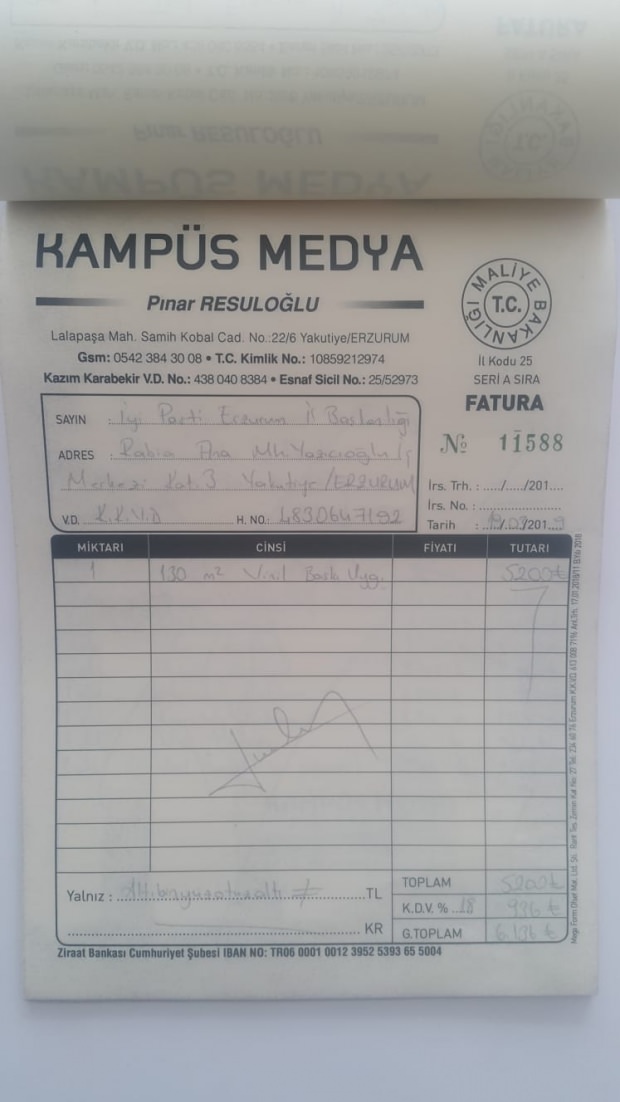 KAMPÜS MEDYA
Pınar RESULOĞLU
Lalapaşa Mah. Samih Kobal Cad. No.:22/6 Yakutiye/ERZURUM
Gsm: 0542 384 30 08 • T.C. Kimlik No.: 10859212974
Kazım Karabekir V.D. No.: 438 040 8384 • Esnaf Sicil No.: 25/52973
T.C. MALİYE BAKANLIĞI
İl Kodu 25
SERİ A SIRA
FATURA
№ 11588
SAYIN : İyi Parti Erzurum İl Başkanlığı
ADRES : Rabia Ana Mh. Yazıcıoğlu İş
Merkezi Kat:3 Yakutiye/ERZURUM
V.D. K.K.V.D H. NO.: 4830647192
İrs. Trh. : ..../..../201....
İrs. No. : ........................
Tarih : 19/03/2019
MİKTARI CİNSİ FİYATI TUTARI
1 130 m² Vinil Baskı Uyg. 5200₺
Yalnız : Altıbinyüzotuzaltı TL
KR
TOPLAM 5200₺
K.D.V. % 18 936₺
G.TOPLAM 6.136₺
Ziraat Bankası Cumhuriyet Şubesi IBAN NO: TR06 0001 0012 3952 5393 65 5004